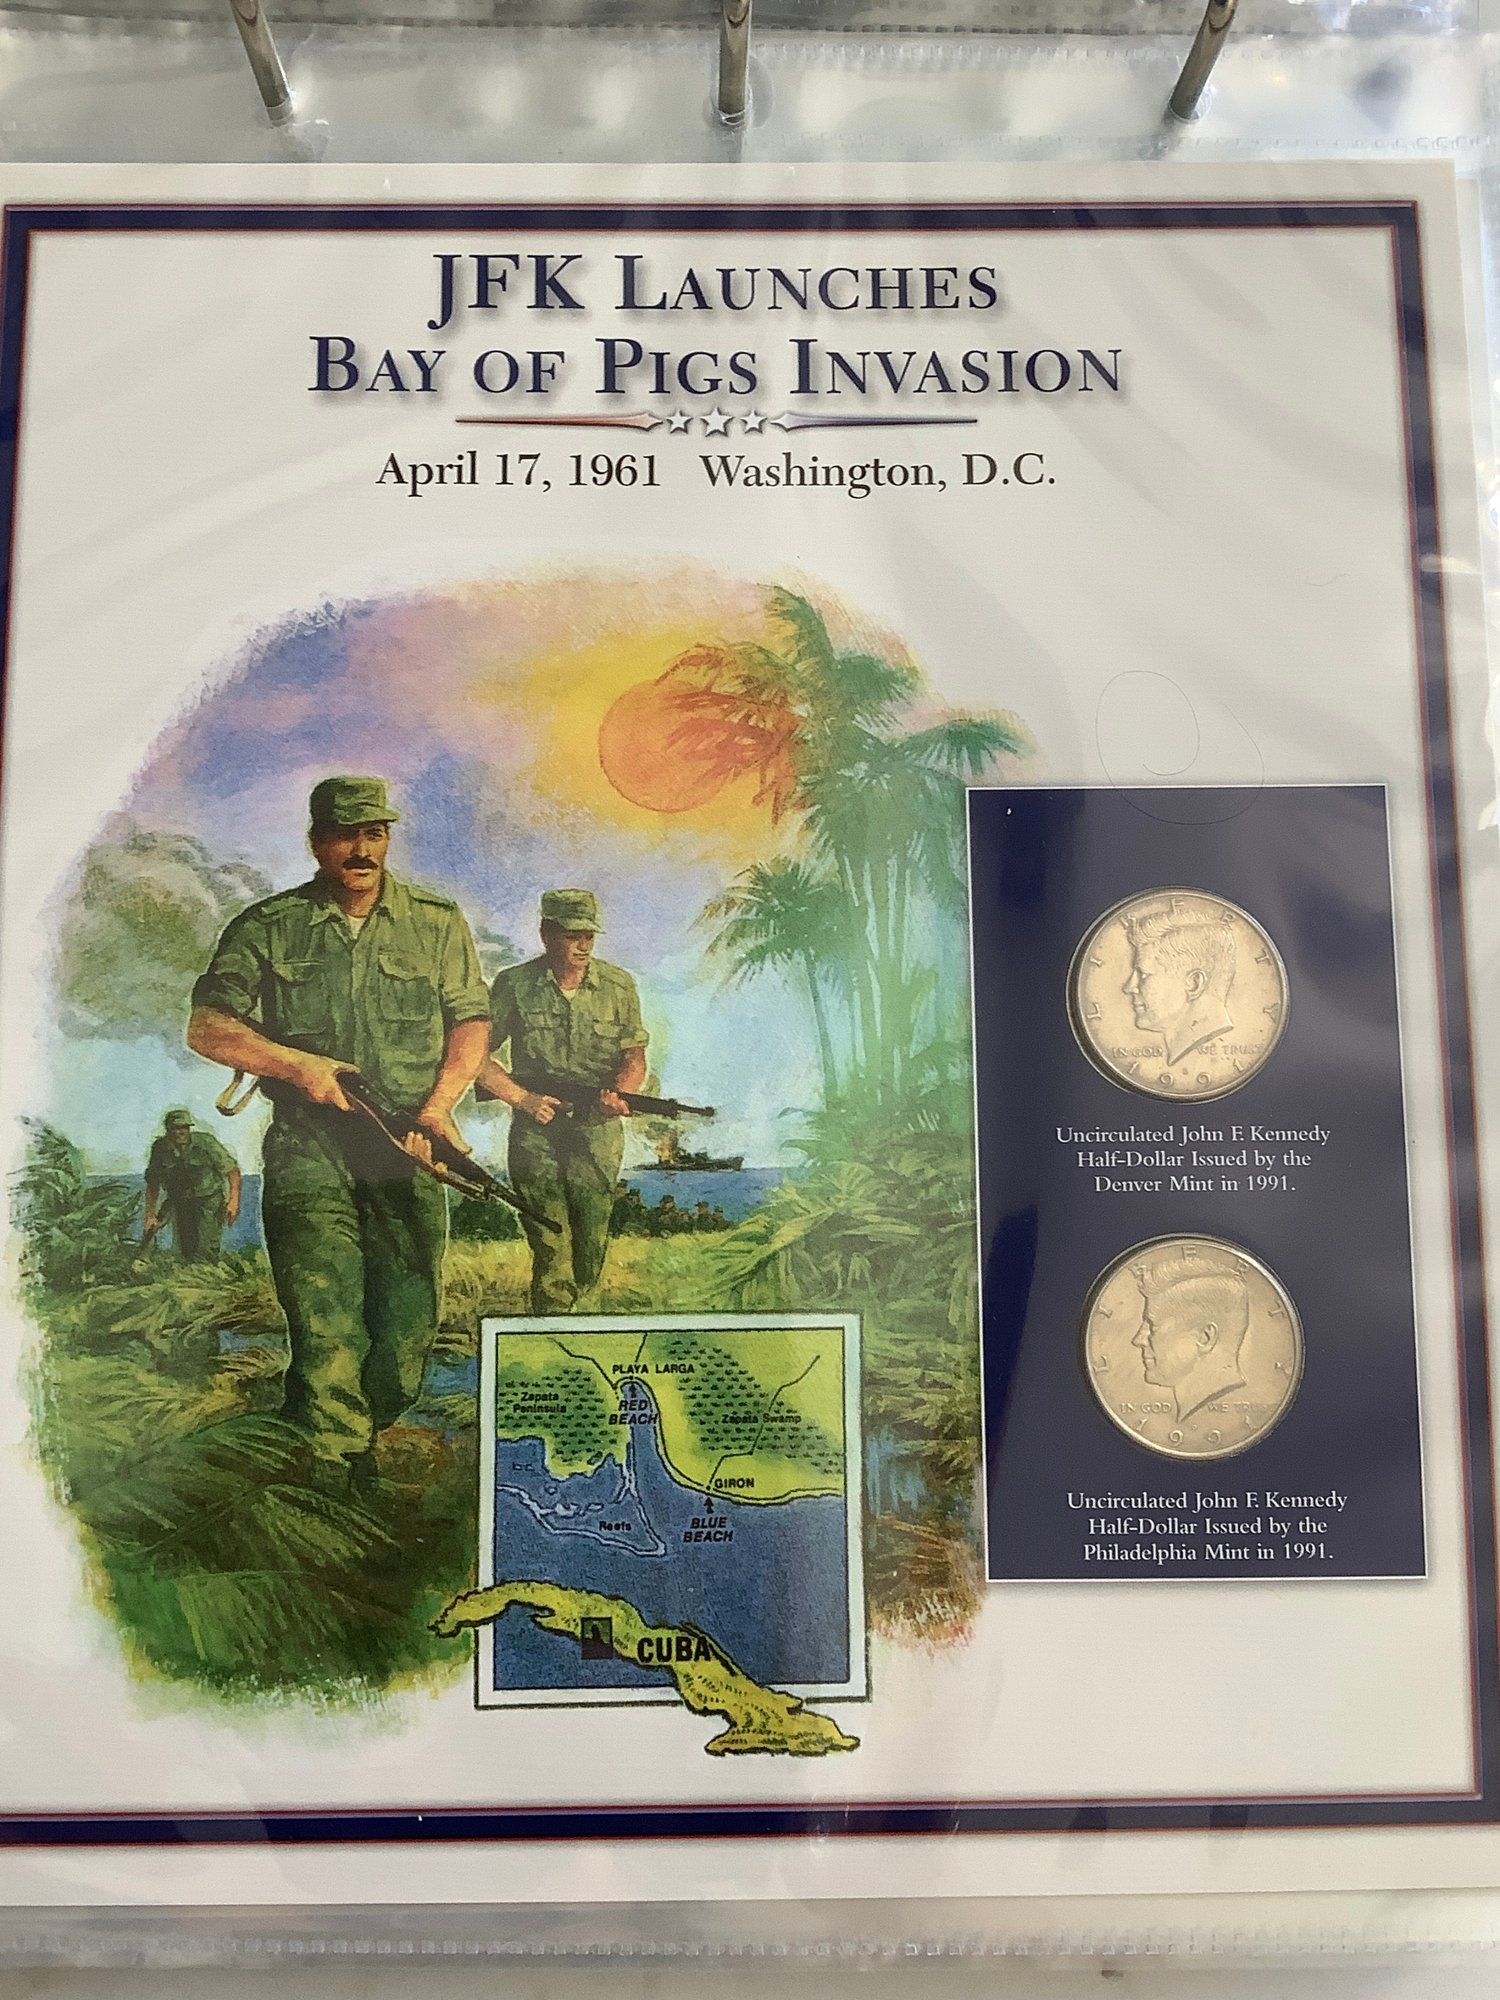 JFK LAUNCHES
BAY OF PIGS INVASION
April 17, 1961 Washington, D.C.
LIBERTY
IN GOD WE TRUST
1991
Uncirculated John F. Kennedy
Half-Dollar Issued by the
Denver Mint in 1991.
LIBERTY
IN GOD WE TRUST
1991
Uncirculated John F. Kennedy
Half-Dollar Issued by the
Philadelphia Mint in 1991.
PLAYA LARGA
Zapata
Peninsula
RED
BEACH
Zapata Swamp
GIRON
BLUE
BEACH
Reefs
CUBA